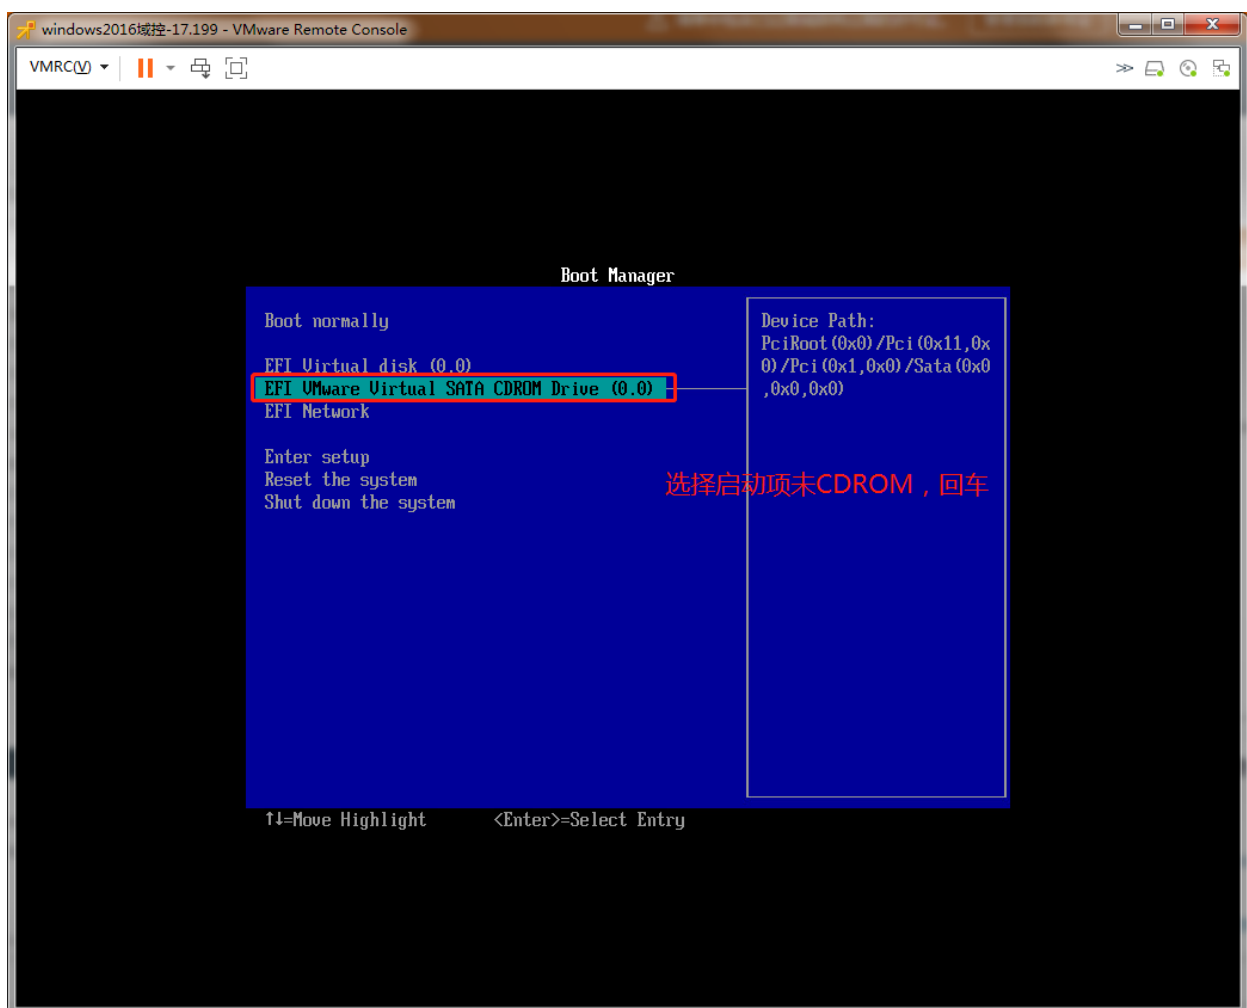 windows2016域控-17.199 - VMware Remote Console
VMRC(V)
Boot Manager
Boot normally
EFI Virtual disk (0.0)
EFI VMware Virtual SATA CDROM Drive (0.0)
EFI Network
Enter setup
Reset the system
Shut down the system
Device Path:
PciRoot(0x0)/Pci(0x11,0x
0)/Pci(0x1,0x0)/Sata(0x0
,0x0,0x0)
选择启动项未CDROM，回车
↑↓=Move Highlight <Enter>=Select Entry